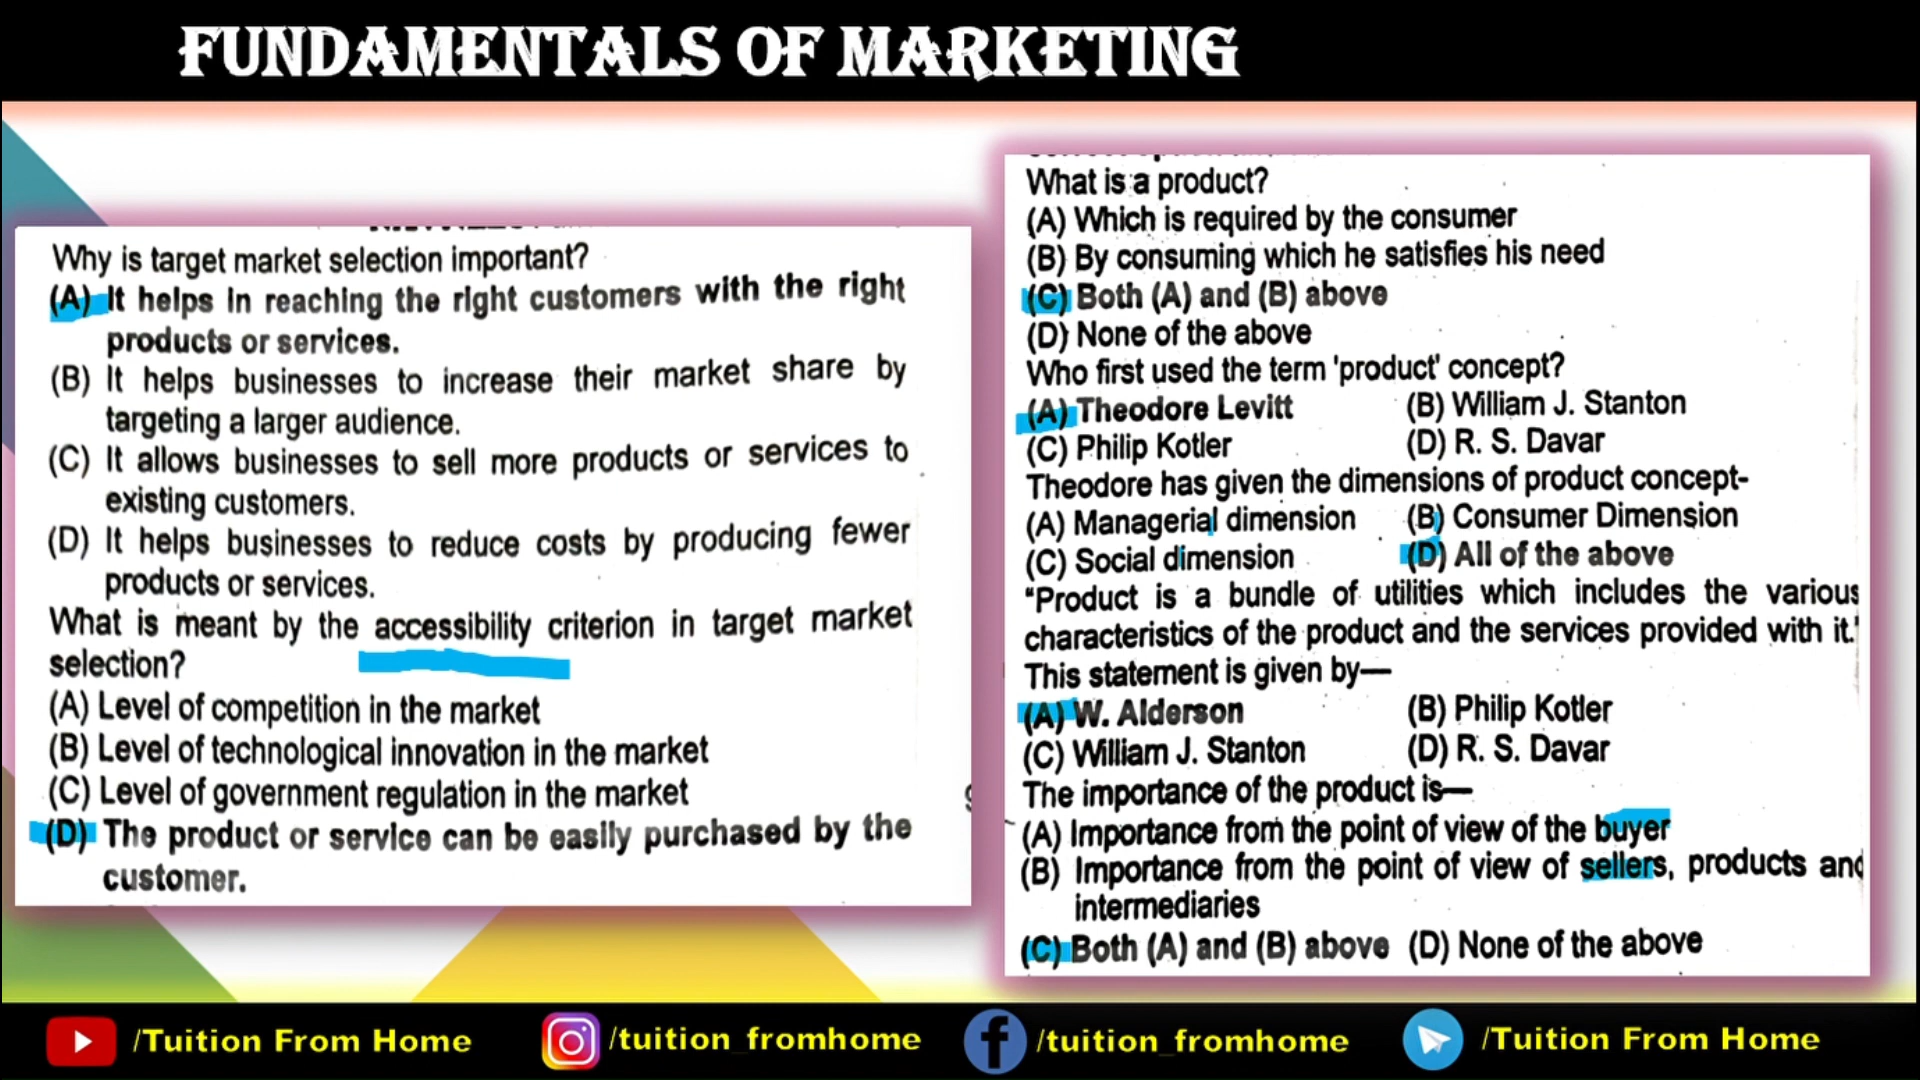 FUNDAMENTALS OF MARKETING
Why is target market selection important?
(A) It helps in reaching the right customers with the right
products or services.
(B) It helps businesses to increase their market share by
targeting a larger audience.
(C) It allows businesses to sell more products or services to
existing customers.
(D) It helps businesses to reduce costs by producing fewer
products or services.
What is meant by the accessibility criterion in target market
selection?
(A) Level of competition in the market
(B) Level of technological innovation in the market
(C) Level of government regulation in the market
(D) The product or service can be easily purchased by the
customer.
What is a product?
(A) Which is required by the consumer
(B) By consuming which he satisfies his need
(C) Both (A) and (B) above
(D) None of the above
Who first used the term 'product' concept?
(A) Theodore Levitt (B) William J. Stanton
(C) Philip Kotler (D) R. S. Davar
Theodore has given the dimensions of product concept-
(A) Managerial dimension (B) Consumer Dimension
(C) Social dimension (D) All of the above
“Product is a bundle of utilities which includes the various
characteristics of the product and the services provided with it.'
This statement is given by—
(A) W. Alderson (B) Philip Kotler
(C) William J. Stanton (D) R. S. Davar
The importance of the product is—
(A) Importance from the point of view of the buyer
(B) Importance from the point of view of sellers, products and
intermediaries
(C) Both (A) and (B) above (D) None of the above
/Tuition From Home /tuition_fromhome /tuition_fromhome /Tuition From Home